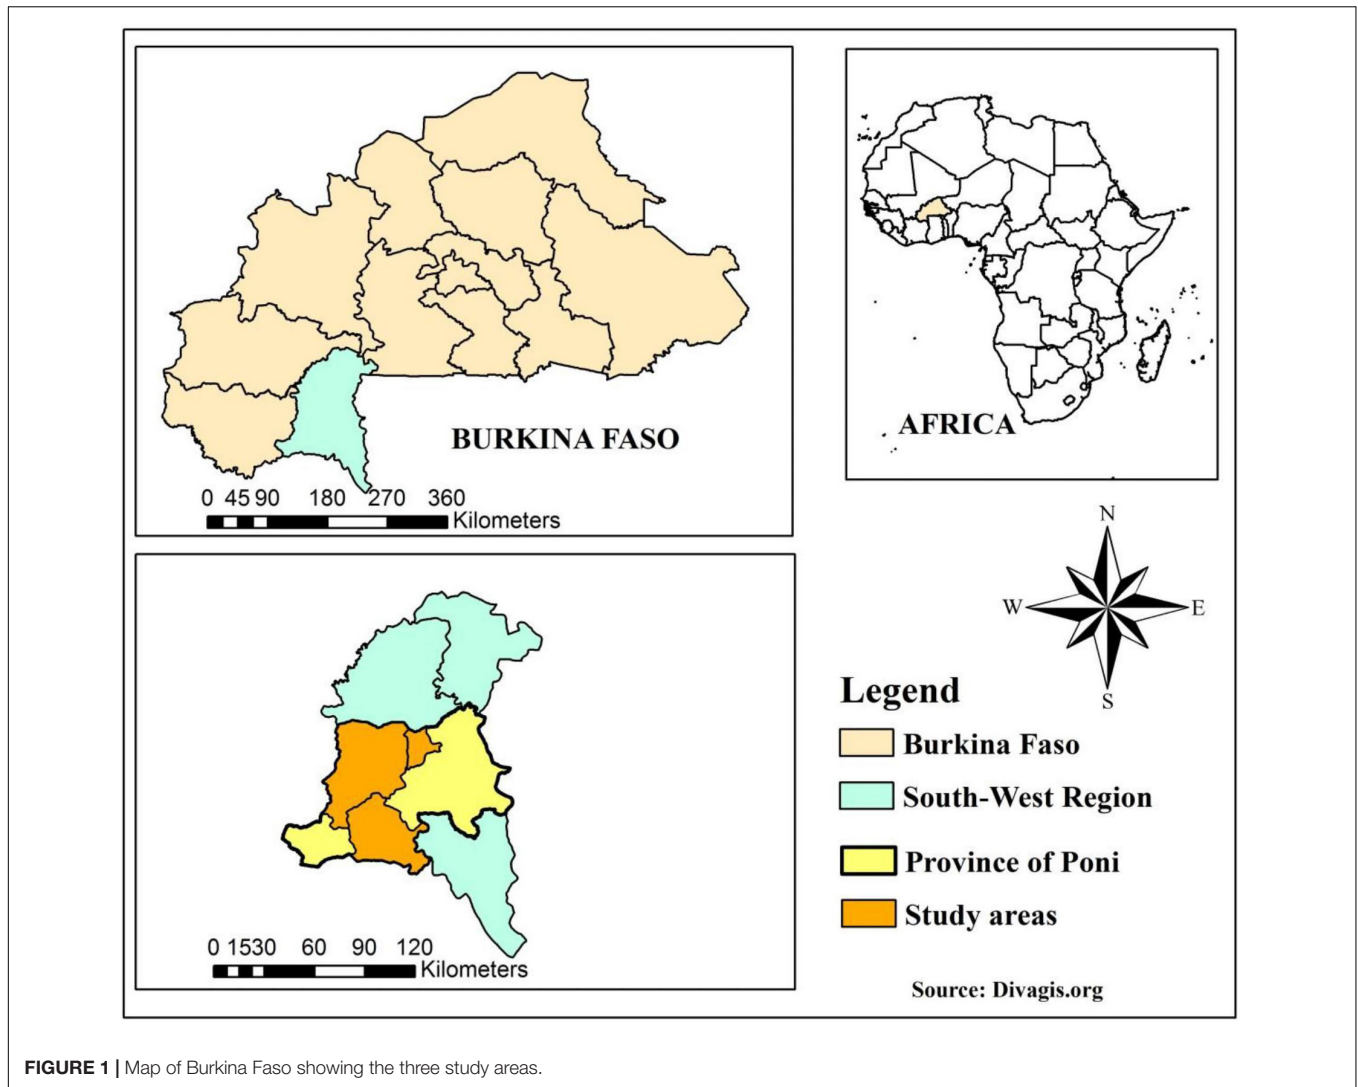 BURKINA FASO
0 45 90 180 270 360
Kilometers
AFRICA
N
W E
S
0 1530 60 90 120
Kilometers
Legend
Burkina Faso
South-West Region
Province of Poni
Study areas
Source: Divagis.org
FIGURE 1 | Map of Burkina Faso showing the three study areas.